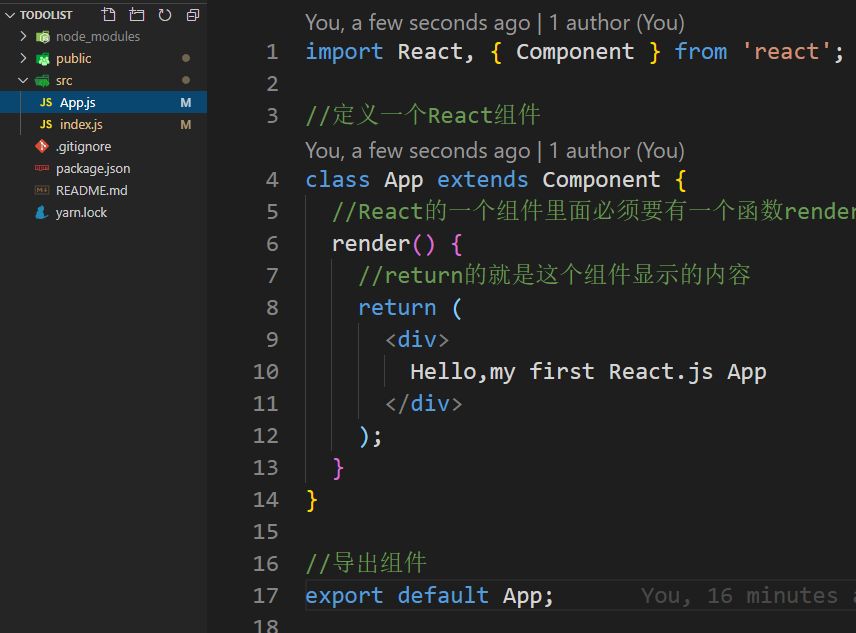 TODOLIST
node_modules
public
src
JS App.js M
JS index.js M
.gitignore
package.json
README.md
yarn.lock
You, a few seconds ago | 1 author (You)
1 import React, { Component } from 'react';
2
3 //定义一个React组件
You, a few seconds ago | 1 author (You)
4 class App extends Component {
5 //React的一个组件里面必须要有一个函数render
6 render() {
7 //return的就是这个组件显示的内容
8 return (
9 <div>
10 Hello,my first React.js App
11 </div>
12 );
13 }
14 }
15
16 //导出组件
17 export default App; You, 16 minutes a
18